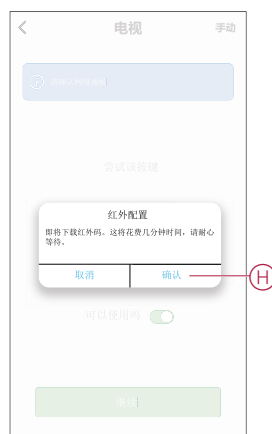 电视
手动
尝试该按键
红外配置
即将下载红外码。这将花费几分钟时间，请耐心
等待。
取消
确认
H
可以使用吗